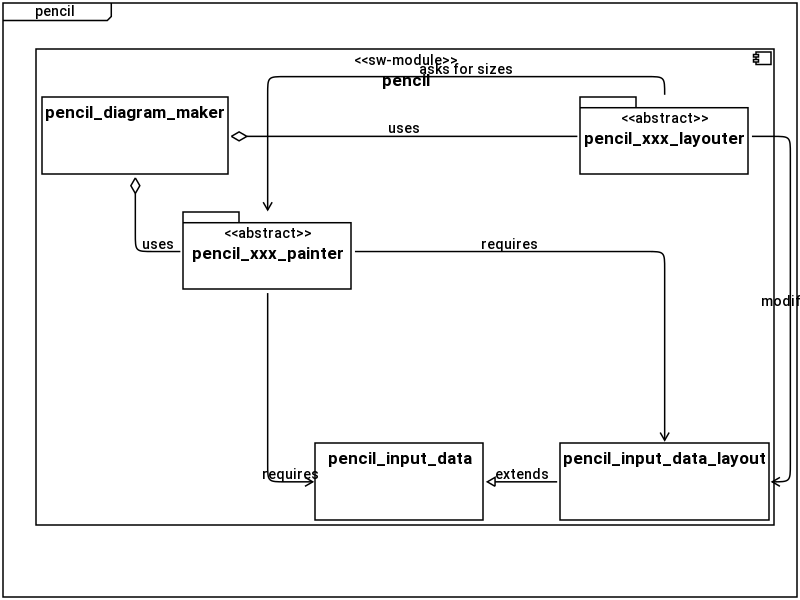 pencil
<<sw-module>>
asks for sizes
pencil
pencil_diagram_maker
<<abstract>>
uses
pencil_xxx_layouter
<<abstract>>
uses
requires
pencil_xxx_painter
modif
pencil_input_data
pencil_input_data_layout
requires
extends